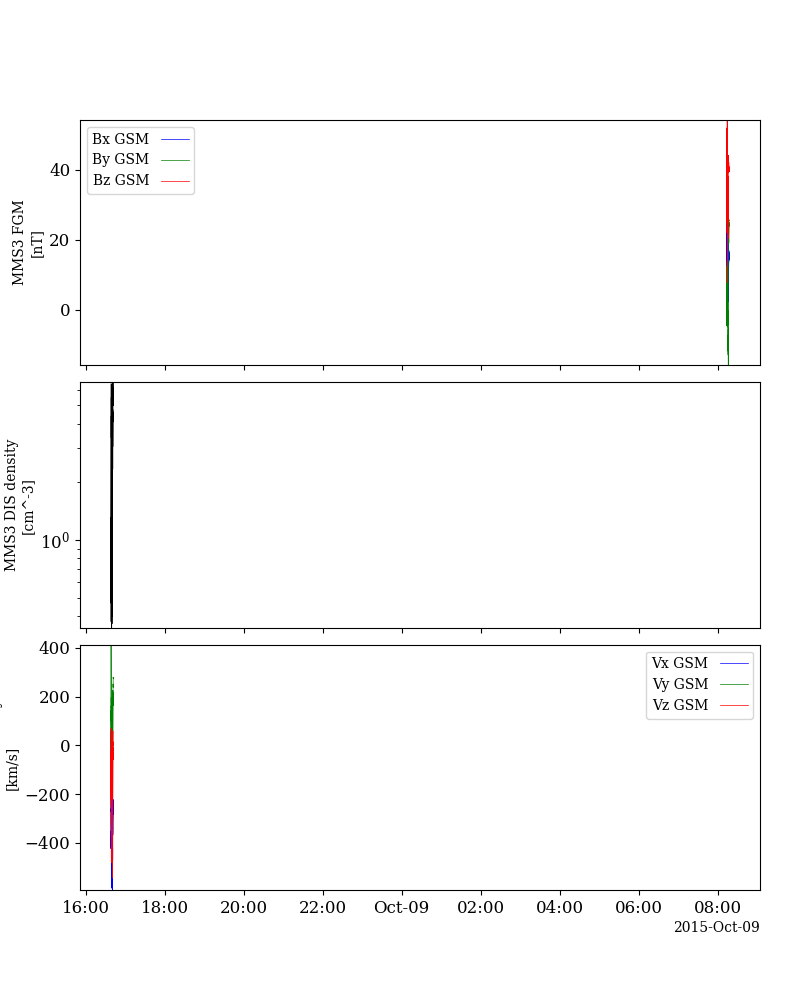 Bx GSM
By GSM
Bz GSM
40
20
0
MMS3 FGM
[nT]
10^0
MMS3 DIS density
[cm^-3]
Vx GSM
Vy GSM
Vz GSM
400
200
0
−200
−400
[km/s]
16:00 18:00 20:00 22:00 Oct-09 02:00 04:00 06:00 08:00
2015-Oct-09